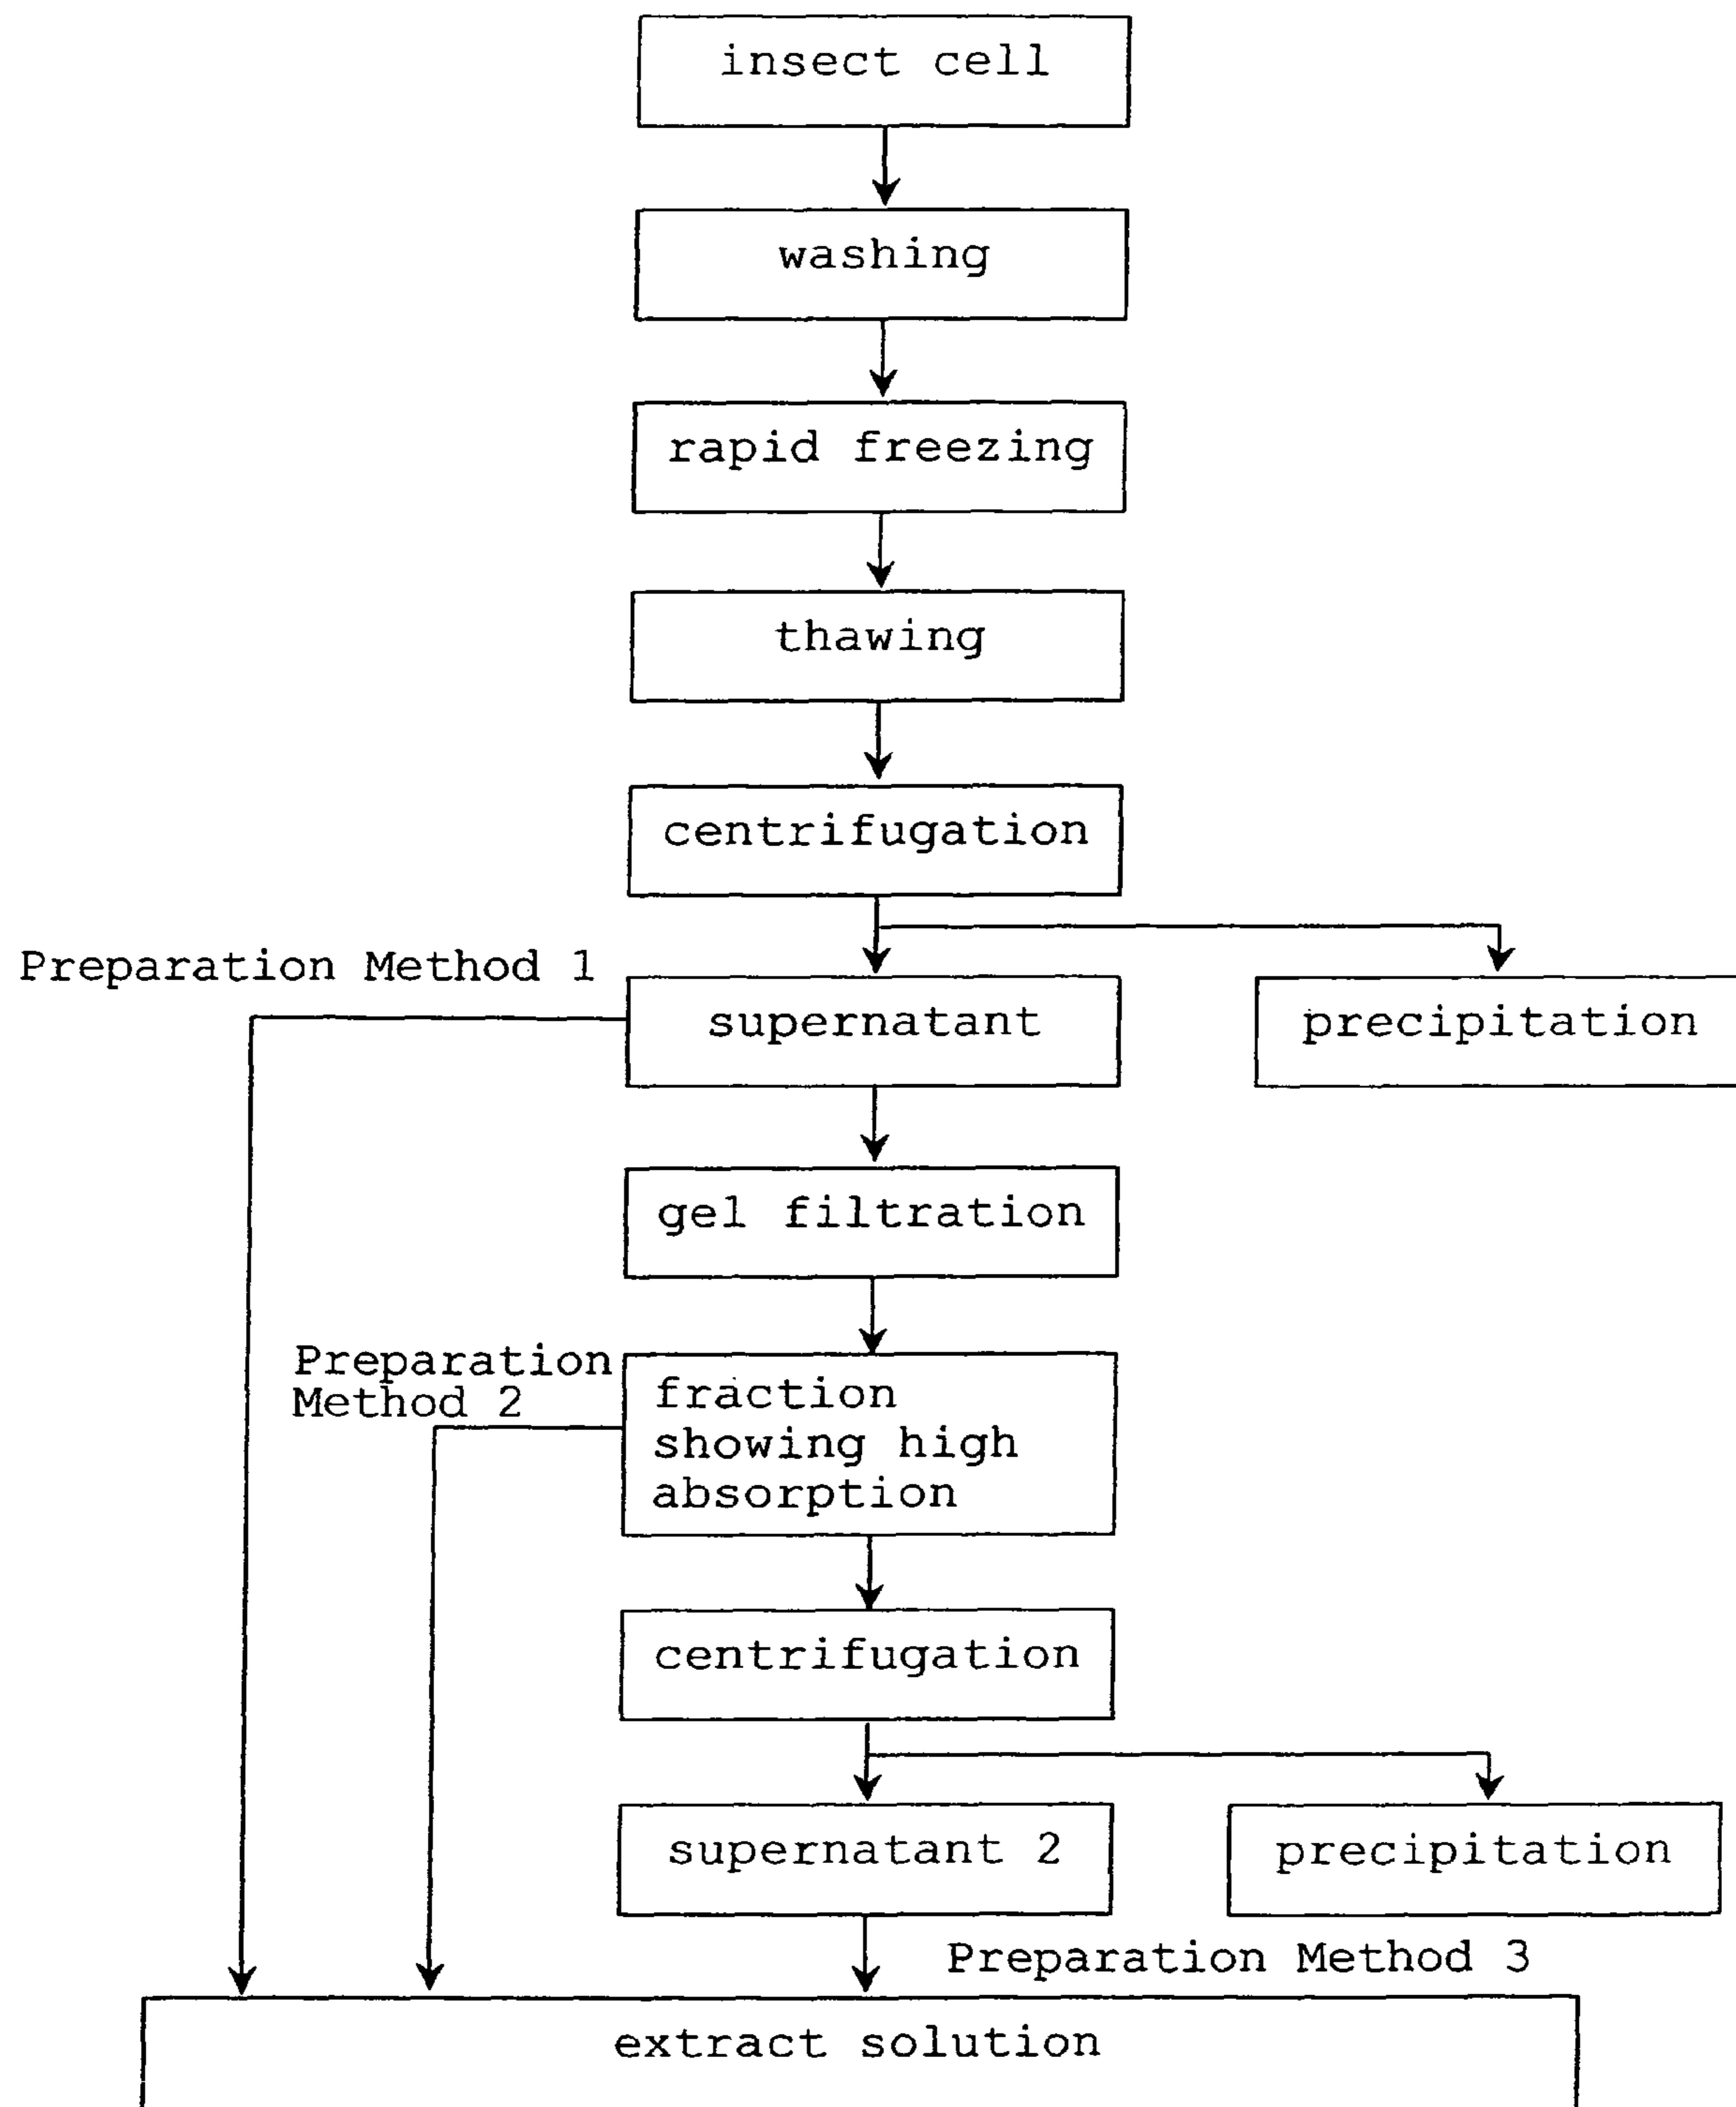 insect cell
washing
rapid freezing
thawing
centrifugation
Preparation Method 1
supernatant
precipitation
gel filtration
Preparation
Method 2
fraction
showing high
absorption
centrifugation
supernatant 2
precipitation
Preparation Method 3
extract solution